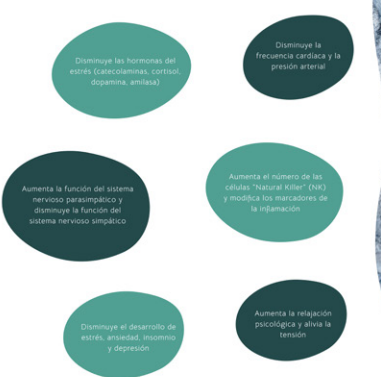 Disminuye las hormonas del
estrés (catecolaminas, cortisol,
dopamina, amilasa)
Disminuye la
frecuencia cardíaca y la
presión arterial
Aumenta la función del sistema
nervioso parasimpático y
disminuye la función del
sistema nervioso simpático
Aumenta el número de las
células "Natural Killer" (NK)
y modifica los marcadores de
la inflamación
Disminuye el desarrollo de
estrés, ansiedad, insomnio
y depresión
Aumenta la relajación
psicológica y alivia la
tensión